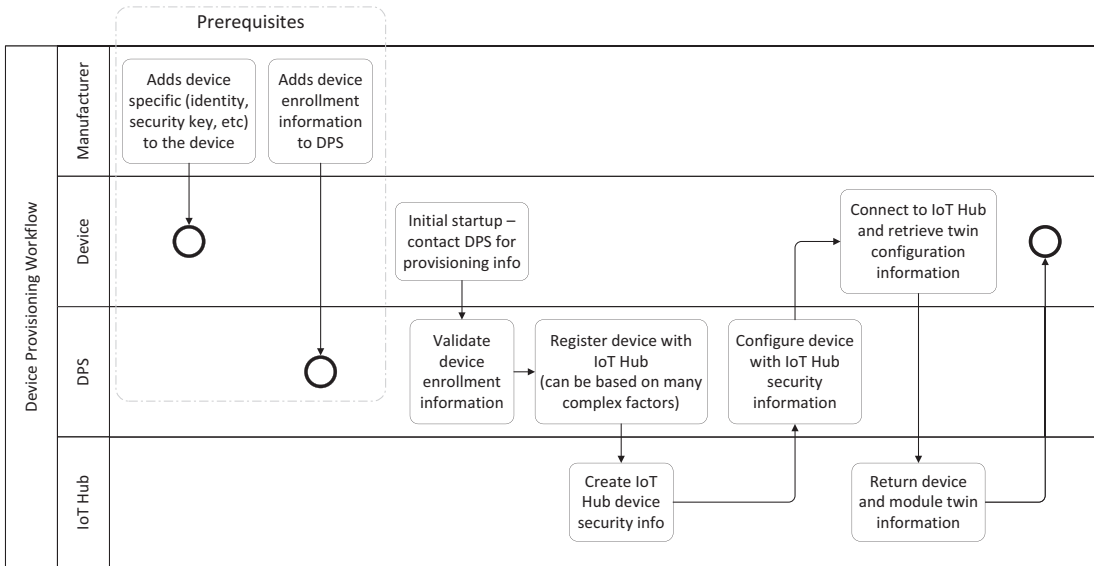 Prerequisites
Device Provisioning Workflow
Manufacturer
Adds device
specific (identity,
security key, etc)
to the device
Adds device
enrollment
information
to DPS
Device
Initial startup –
contact DPS for
provisioning info
Connect to IoT Hub
and retrieve twin
configuration
information
DPS
Validate
device
enrollment
information
Register device with
IoT Hub
(can be based on many
complex factors)
Configure device
with IoT Hub
security
information
IoT Hub
Create IoT
Hub device
security info
Return device
and module twin
information